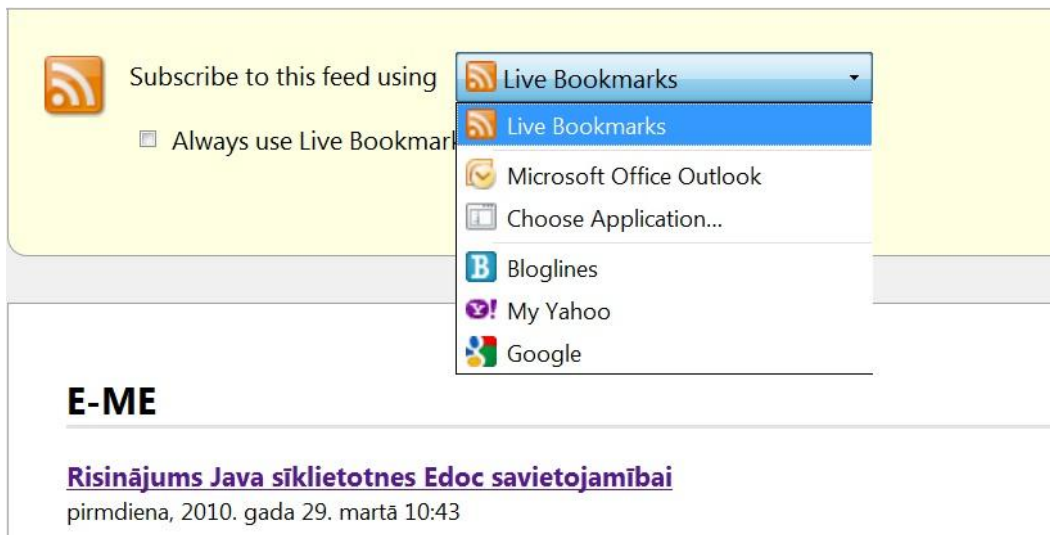 Subscribe to this feed using Live Bookmarks
Live Bookmarks
Always use Live Bookmar
Microsoft Office Outlook
Choose Application...
Bloglines
My Yahoo
Google
E-ME
Risinājums Java sīklietotnes Edoc savietojamībai
pirmdiena, 2010. gada 29. martā 10:43